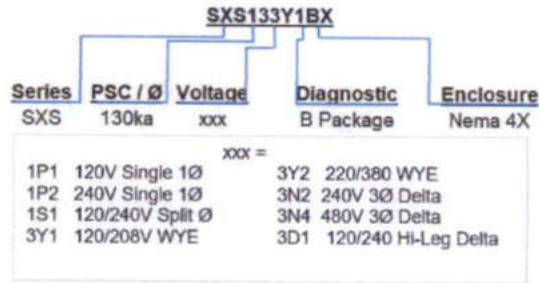 SXS133Y1BX
Series PSC / Ø Voltage Diagnostic Enclosure
SXS 130ka xxx B Package Nema 4X
xxx =
1P1 120V Single 1Ø 3Y2 220/380 WYE
1P2 240V Single 1Ø 3N2 240V 3Ø Delta
1S1 120/240V Split Ø 3N4 480V 3Ø Delta
3Y1 120/208V WYE 3D1 120/240 Hi-Leg Delta